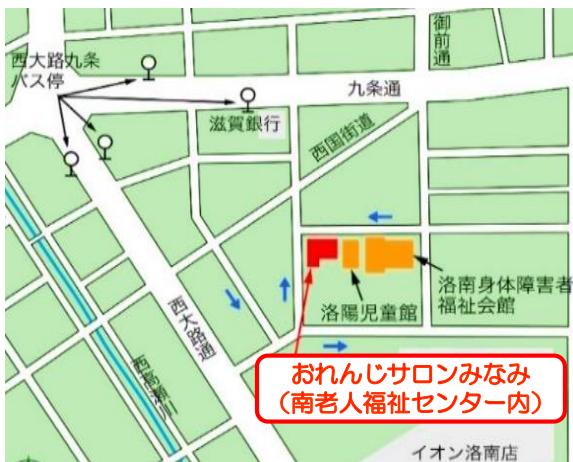 西大路九条
バス停
御前通
九条通
滋賀銀行
西国街道
洛陽児童館
洛南身体障害者
福祉会館
西大路通
西高瀬川
おれんじサロンみなみ
（南老人福祉センター内）
イオン洛南店